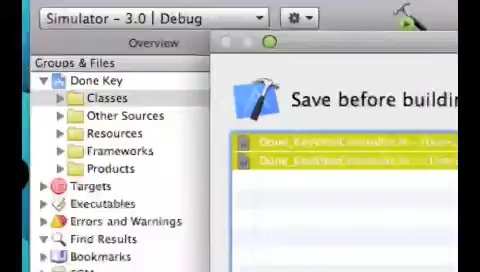 Simulator - 3.0 | Debug
Overview
Groups & Files
Done Key
Classes
Other Sources
Resources
Frameworks
Products
Targets
Executables
Errors and Warnings
Find Results
Bookmarks
Save before buildin